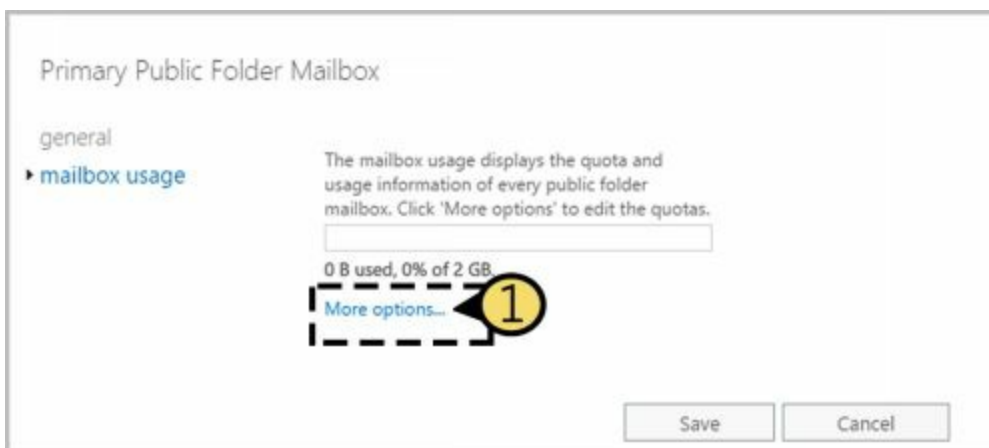 Primary Public Folder Mailbox
general
mailbox usage
The mailbox usage displays the quota and
usage information of every public folder
mailbox. Click 'More options' to edit the quotas.
0 B used, 0% of 2 GB.
More options...
1
Save
Cancel